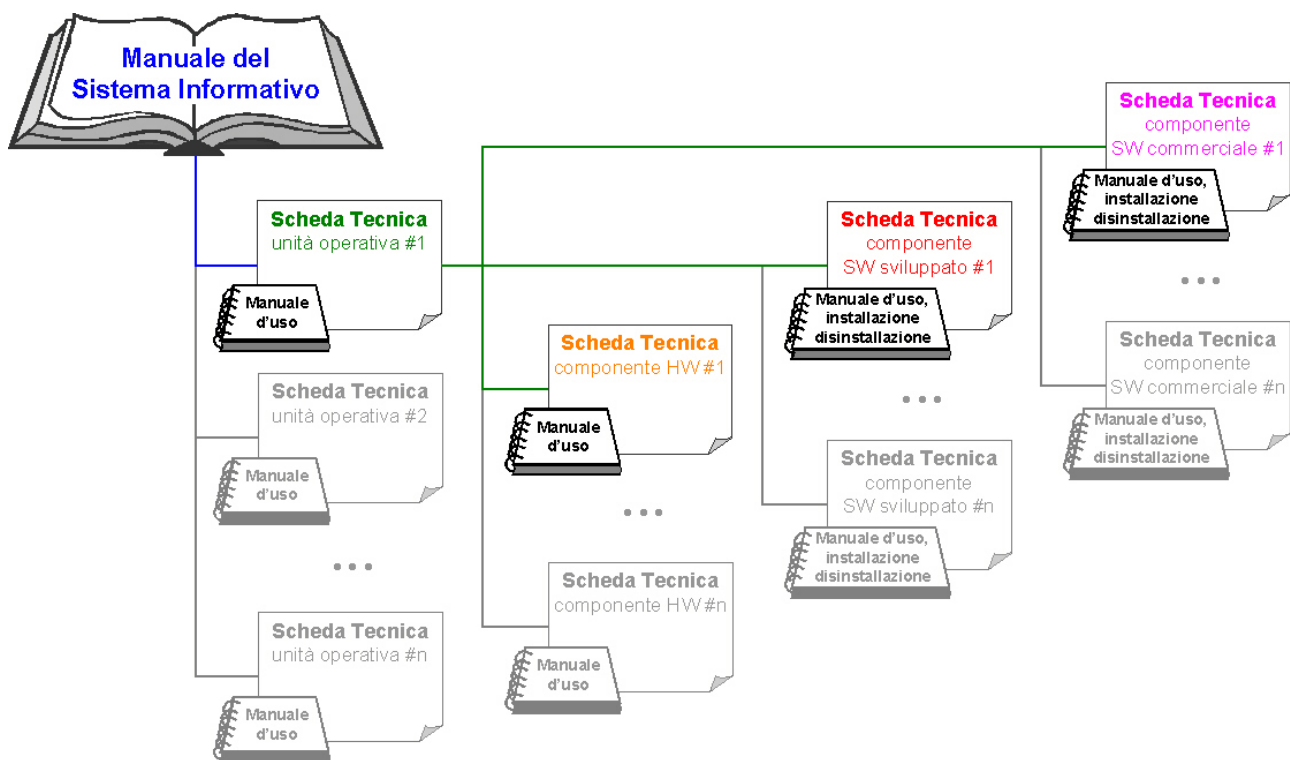 Manuale del
Sistema Informativo
Scheda Tecnica
unità operativa #1
Manuale
d'uso
Scheda Tecnica
unità operativa #2
Manuale
d'uso
...
Scheda Tecnica
unità operativa #n
Manuale
d'uso
Scheda Tecnica
componente HW #1
Manuale
d'uso
...
Scheda Tecnica
componente HW #n
Manuale
d'uso
Scheda Tecnica
componente
SW sviluppato #1
Manuale d'uso,
installazione
disinstallazione
...
Scheda Tecnica
componente
SW sviluppato #n
Manuale d'uso,
installazione
disinstallazione
Scheda Tecnica
componente
SW commerciale #1
Manuale d'uso,
installazione
disinstallazione
...
Scheda Tecnica
componente
SW commerciale #n
Manuale d'uso,
installazione
disinstallazione